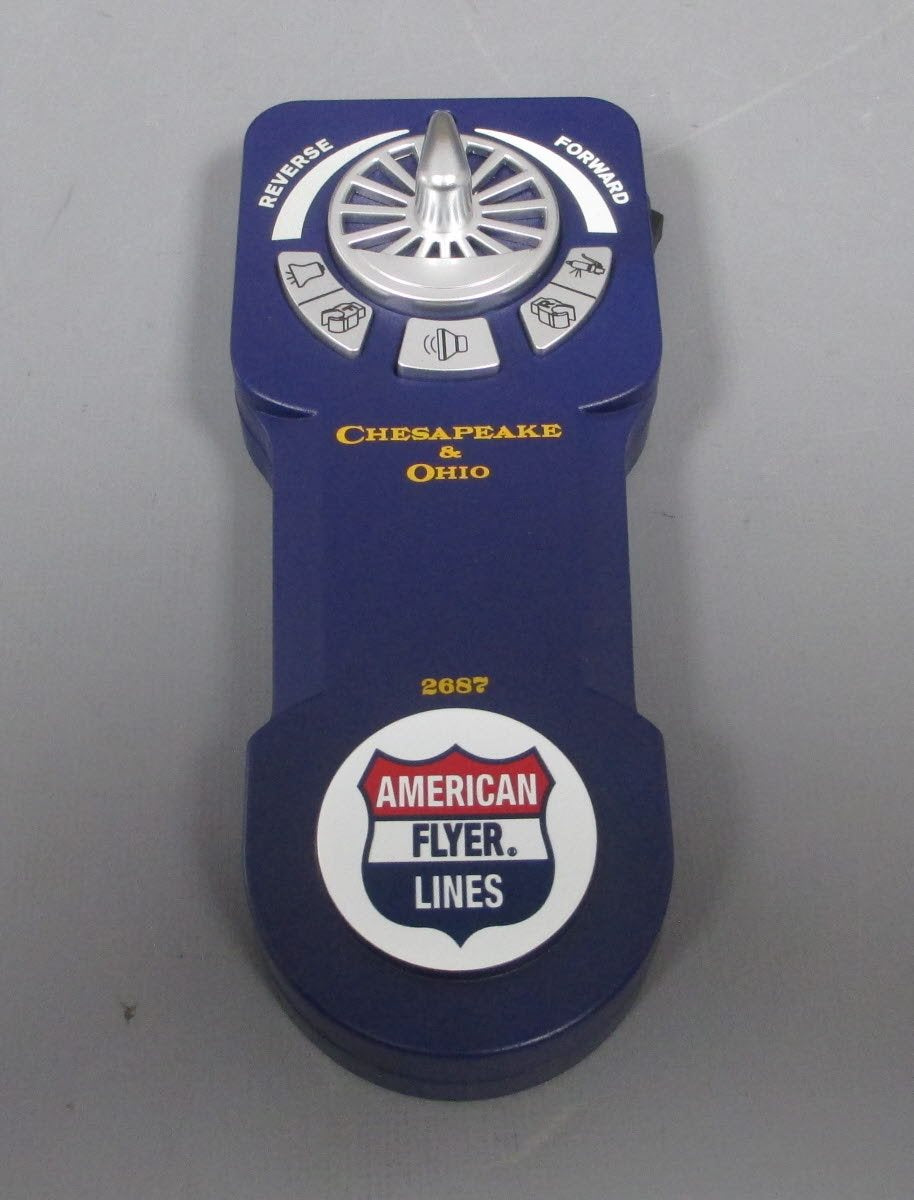 REVERSE
FORWARD
CHESAPEAKE
&
OHIO
2687
AMERICAN
FLYER®
LINES